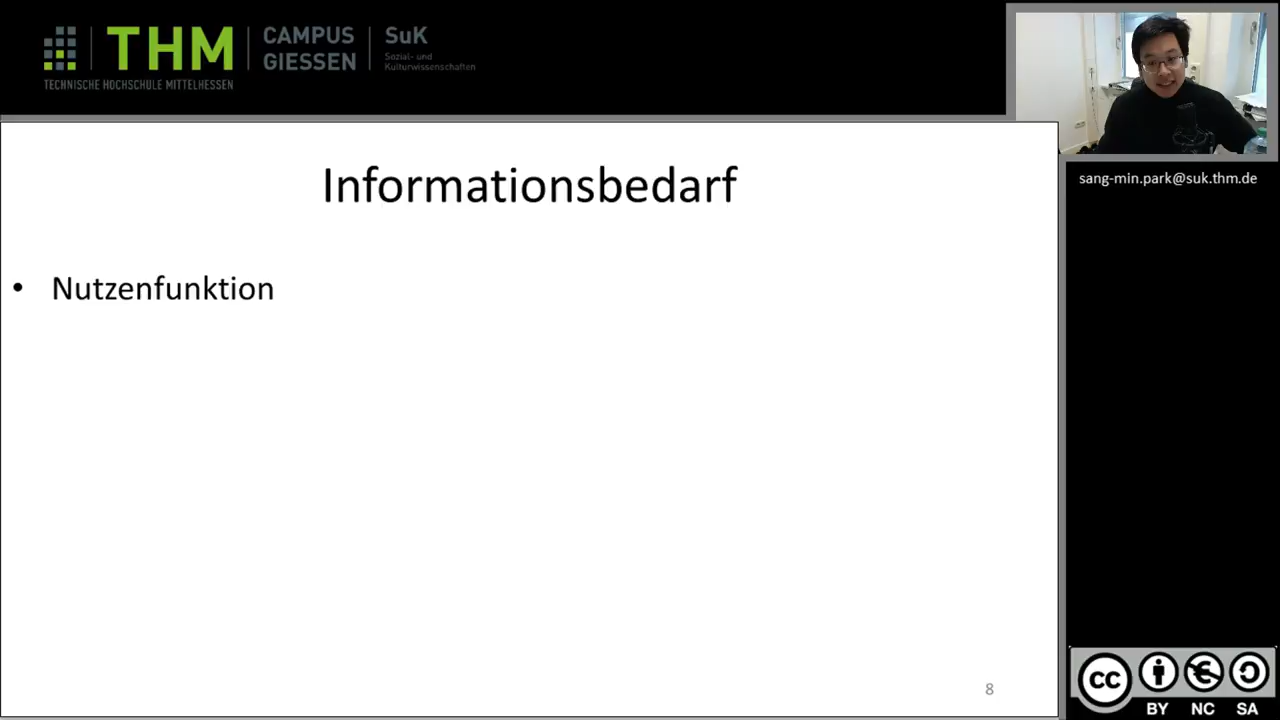 THM
CAMPUS
GIESSEN
SuK
Sozial- und
Kulturwissenschaften
TECHNISCHE HOCHSCHULE MITTELHESSEN
sang-min.park@suk.thm.de
Informationsbedarf
• Nutzenfunktion
8
cc
BY NC SA